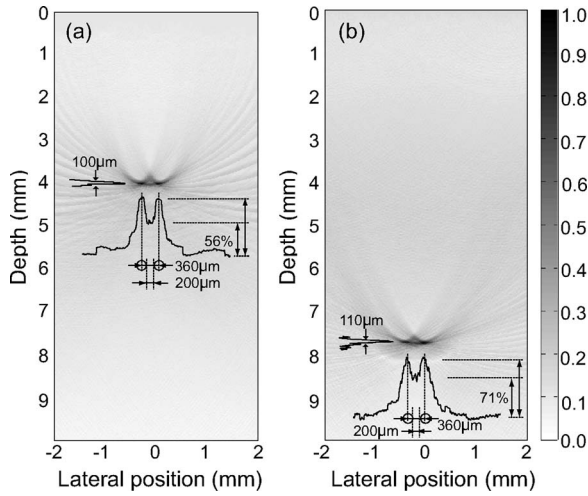 (a)
0
1
2
3
4
5
6
7
8
9
Depth (mm)
100µm
56%
360µm
200µm
-2 -1 0 1 2
Lateral position (mm)
(b)
0
1
2
3
4
5
6
7
8
9
Depth (mm)
110µm
71%
200µm 360µm
-2 -1 0 1 2
Lateral position (mm)
1.0
0.9
0.8
0.7
0.6
0.5
0.4
0.3
0.2
0.1
0.0